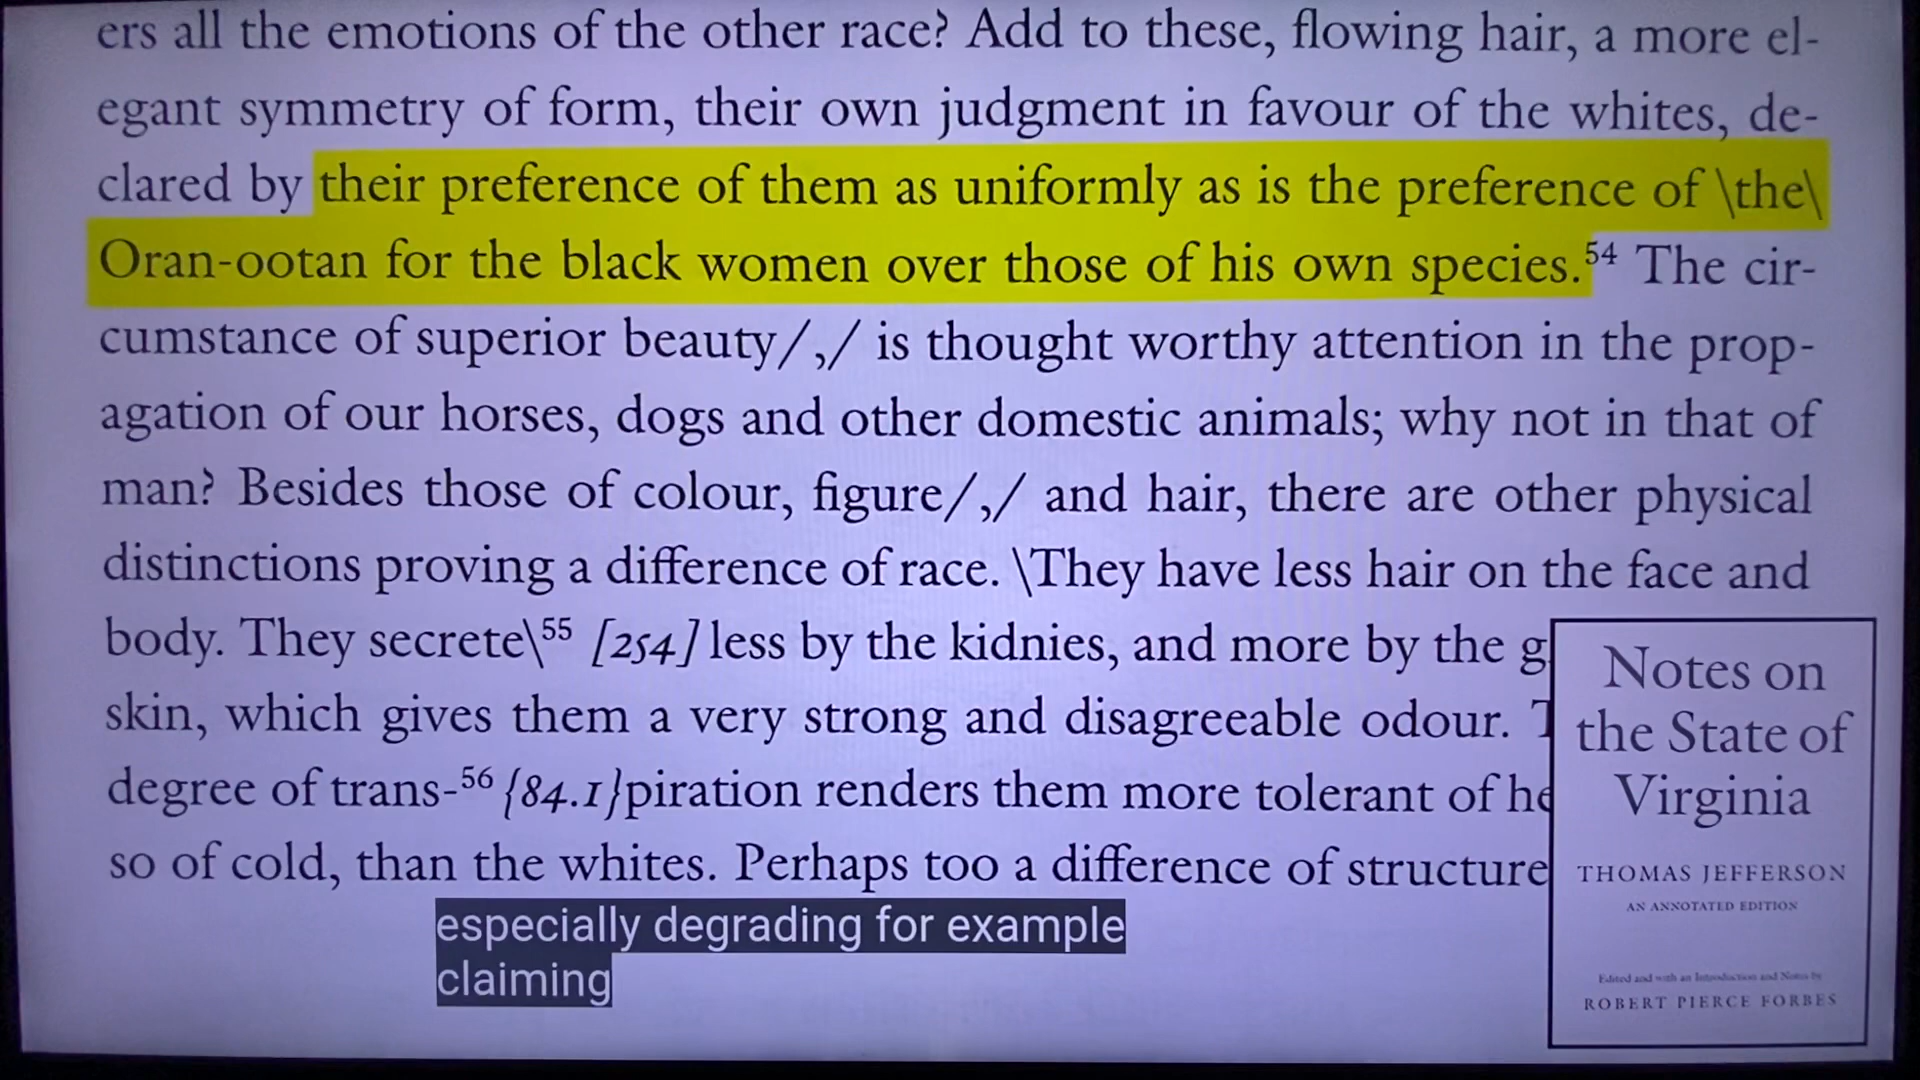 ers all the emotions of the other race? Add to these, flowing hair, a more el-
egant symmetry of form, their own judgment in favour of the whites, de-
clared by their preference of them as uniformly as is the preference of \the\
Oran-ootan for the black women over those of his own species.54 The cir-
cumstance of superior beauty/,/ is thought worthy attention in the prop-
agation of our horses, dogs and other domestic animals; why not in that of
man? Besides those of colour, figure/,/ and hair, there are other physical
distinctions proving a difference of race. \They have less hair on the face and
body. They secrete\55 [254] less by the kidnies, and more by the g
skin, which gives them a very strong and disagreeable odour. T
degree of trans-56 {84.1}piration renders them more tolerant of he
so of cold, than the whites. Perhaps too a difference of structure
especially degrading for example
claiming
Notes on
the State of
Virginia
THOMAS JEFFERSON
AN ANNOTATED EDITION
Edited and with an Introduction and Notes by
ROBERT PIERCE FORBES